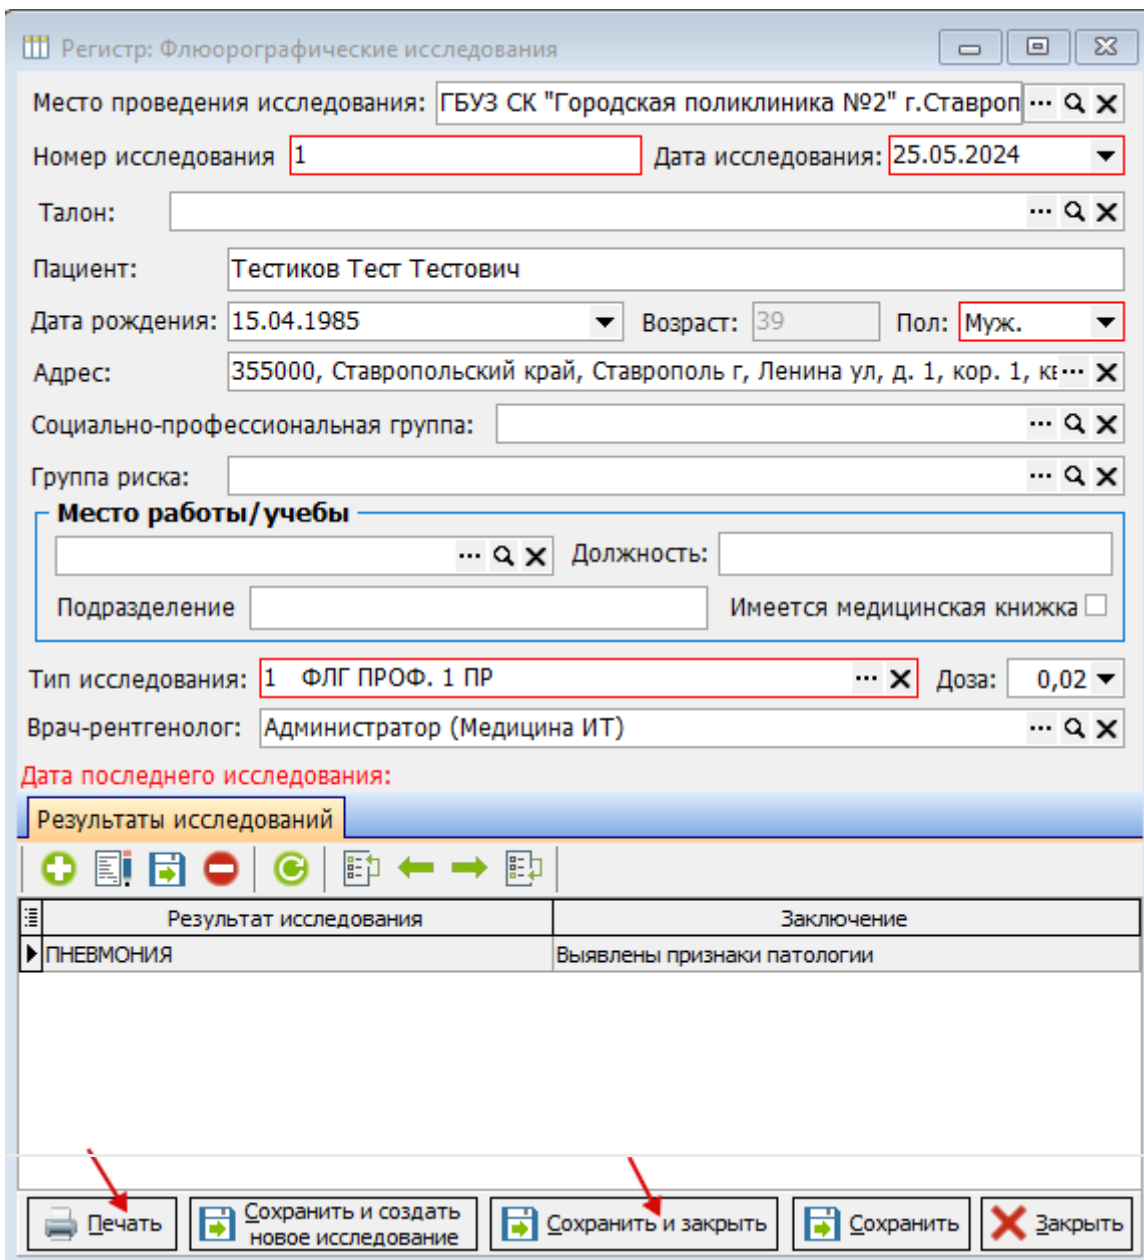 Регистр: Флюорографические исследования
Место проведения исследования: ГБУЗ СК "Городская поликлиника №2" г.Ставроп
Номер исследования 1 Дата исследования: 25.05.2024
Талон:
Пациент: Тестиков Тест Тестович
Дата рождения: 15.04.1985 Возраст: 39 Пол: Муж.
Адрес: 355000, Ставропольский край, Ставрополь г, Ленина ул, д. 1, кор. 1, кв
Социально-профессиональная группа:
Группа риска:
Место работы/учебы
Должность:
Подразделение Имеется медицинская книжка
Тип исследования: 1 ФЛГ ПРОФ. 1 ПР Доза: 0,02
Врач-рентгенолог: Администратор (Медицина ИТ)
Дата последнего исследования:
Результаты исследований
Результат исследования Заключение
ПНЕВМОНИЯ Выявлены признаки патологии
Печать Сохранить и создать новое исследование Сохранить и закрыть Сохранить Закрыть